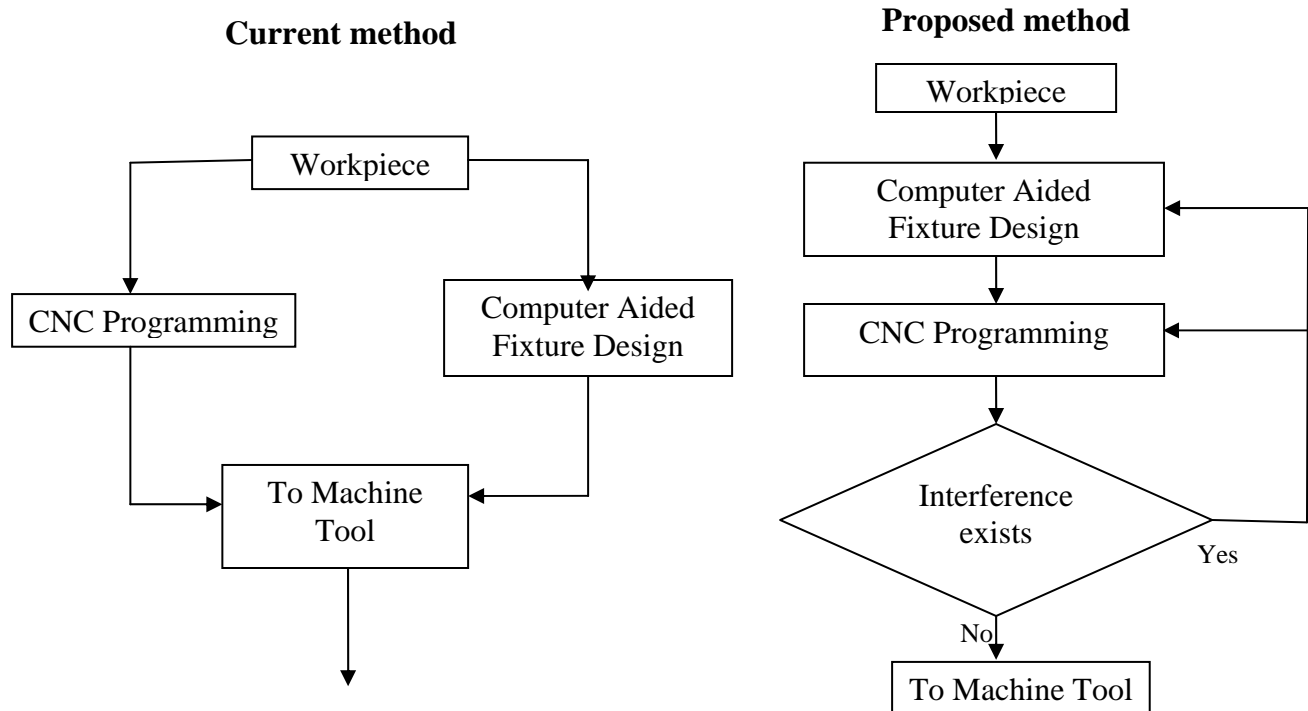 Current method
Workpiece
CNC Programming
Computer Aided
Fixture Design
To Machine
Tool
Proposed method
Workpiece
Computer Aided
Fixture Design
CNC Programming
Interference
exists
Yes
No
To Machine Tool